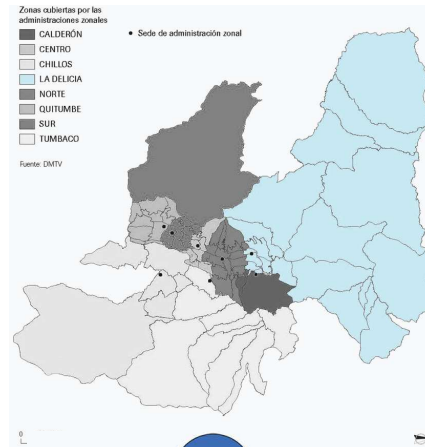 Zonas cubiertas por las
administraciones zonales
CALDERÓN
CENTRO
CHILLOS
LA DELICIA
NORTE
QUITUMBE
SUR
TUMBACO
Sede de administración zonal
Fuente: DMTV
0